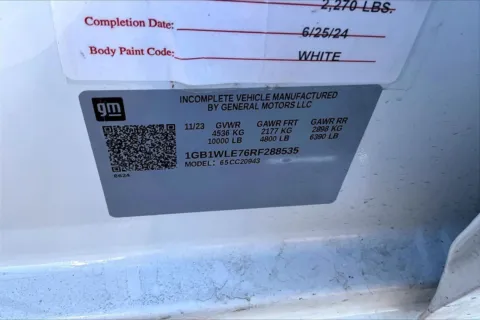 2,270 LBS.
Completion Date: 6/25/24
Body Paint Code: WHITE
gm
INCOMPLETE VEHICLE MANUFACTURED
BY GENERAL MOTORS LLC
11/23 GVWR GAWR FRT GAWR RR
4536 KG 2177 KG 2898 KG
10000 LB 4800 LB 6390 LB
1GB1WLE76RF288535
MODEL: 65CC20943